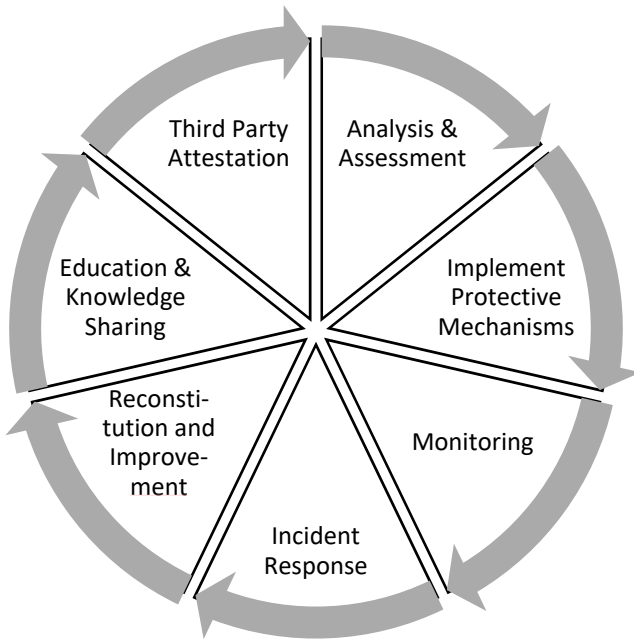 Analysis &
Assessment
Implement
Protective
Mechanisms
Monitoring
Incident
Response
Reconsti-
tution and
Improve-
ment
Education &
Knowledge
Sharing
Third Party
Attestation